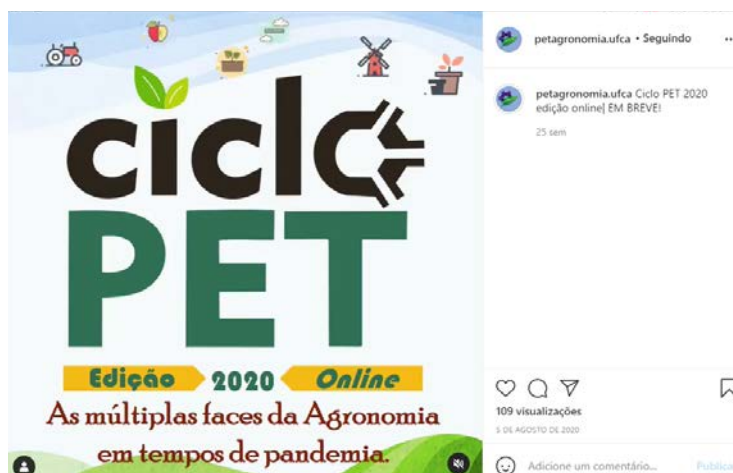 ciclo
PET
Edição 2020 Online
As múltiplas faces da Agronomia
em tempos de pandemia.
petagronomia.ufca • Seguindo ...
petagronomia.ufca Ciclo PET 2020
edição online| EM BREVE!
25 sem
109 visualizações
5 DE AGOSTO DE 2020
Adicione um comentário... Publicar